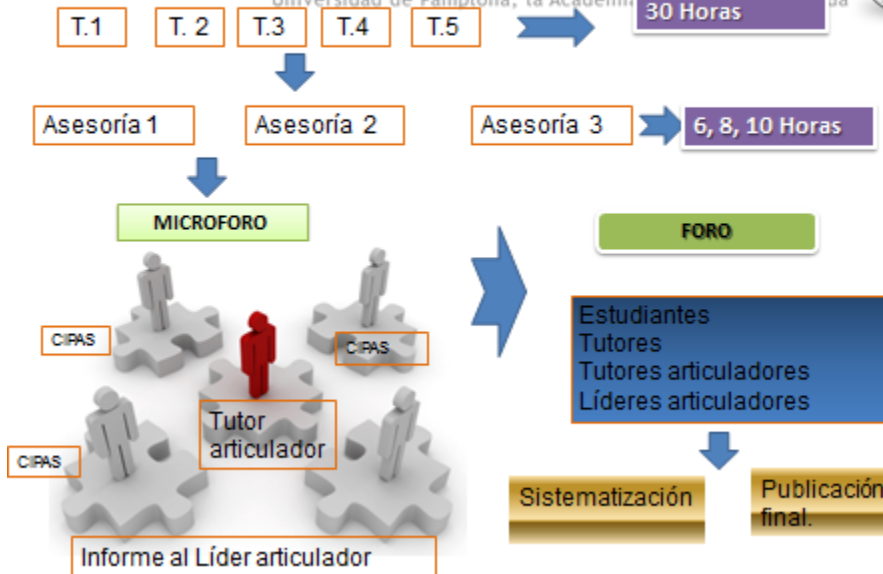 Universidad de Pamplona, la Academia
30 Horas
T.1
T. 2
T.3
T.4
T.5
Asesoría 1
Asesoría 2
Asesoría 3
6, 8, 10 Horas
MICROFORO
FORO
CIPAS
CIPAS
CIPAS
Tutor
articulador
Informe al Líder articulador
Estudiantes
Tutores
Tutores articuladores
Líderes articuladores
Sistematización
Publicación
final.